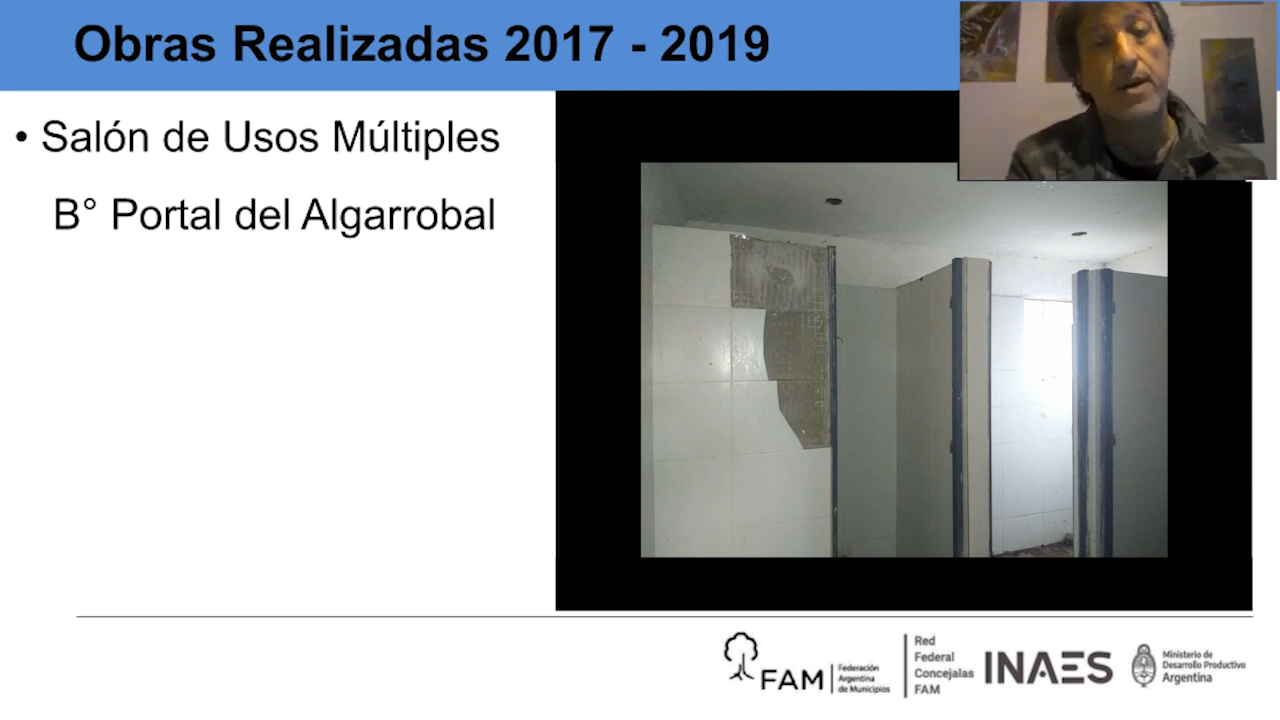 Obras Realizadas 2017 - 2019
• Salón de Usos Múltiples
B° Portal del Algarrobal
FAM
Federación
Argentina
de Municipios
Red
Federal
Concejalas
FAM
INAES
Ministerio de
Desarrollo Productivo
Argentina